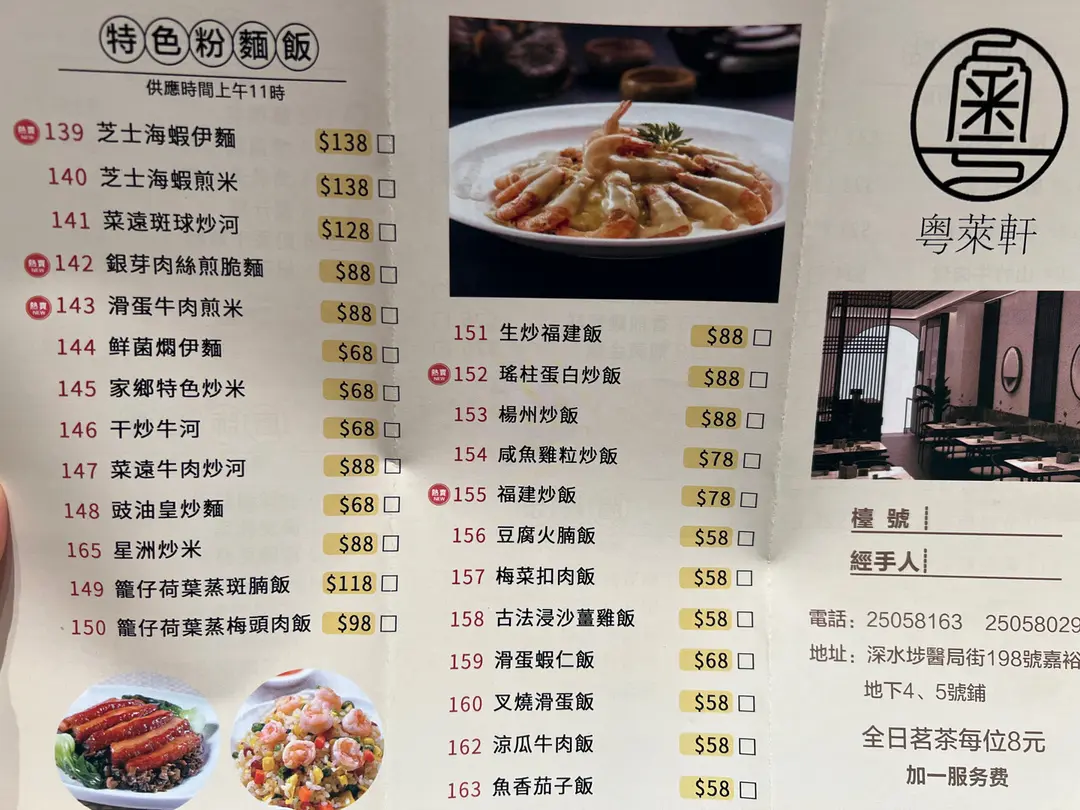 特色粉麵飯
供應時間上午11時
熱賣 NEW 139 芝士海蝦伊麵 $138
140 芝士海蝦煎米 $138
141 菜遠斑球炒河 $128
熱賣 NEW 142 銀芽肉絲煎脆麵 $88
熱賣 NEW 143 滑蛋牛肉煎米 $88
144 鲜菌燜伊麵 $68
145 家鄉特色炒米 $68
146 干炒牛河 $68
147 菜遠牛肉炒河 $88
148 豉油皇炒麵 $68
165 星洲炒米 $88
149 籠仔荷葉蒸斑腩飯 $118
150 籠仔荷葉蒸梅頭肉飯 $98
151 生炒福建飯 $88
熱賣 NEW 152 瑤柱蛋白炒飯 $88
153 楊州炒飯 $88
154 咸魚雞粒炒飯 $78
熱賣 NEW 155 福建炒飯 $78
156 豆腐火腩飯 $58
157 梅菜扣肉飯 $58
158 古法浸沙薑雞飯 $58
159 滑蛋蝦仁飯 $68
160 叉燒滑蛋飯 $58
162 涼瓜牛肉飯 $58
163 魚香茄子飯 $58
粵
粤萊軒
檯號
經手人
電話：25058163 25058029
地址：深水埗醫局街198號嘉裕
地下4、5號鋪
全日茗茶每位8元
加一服务费